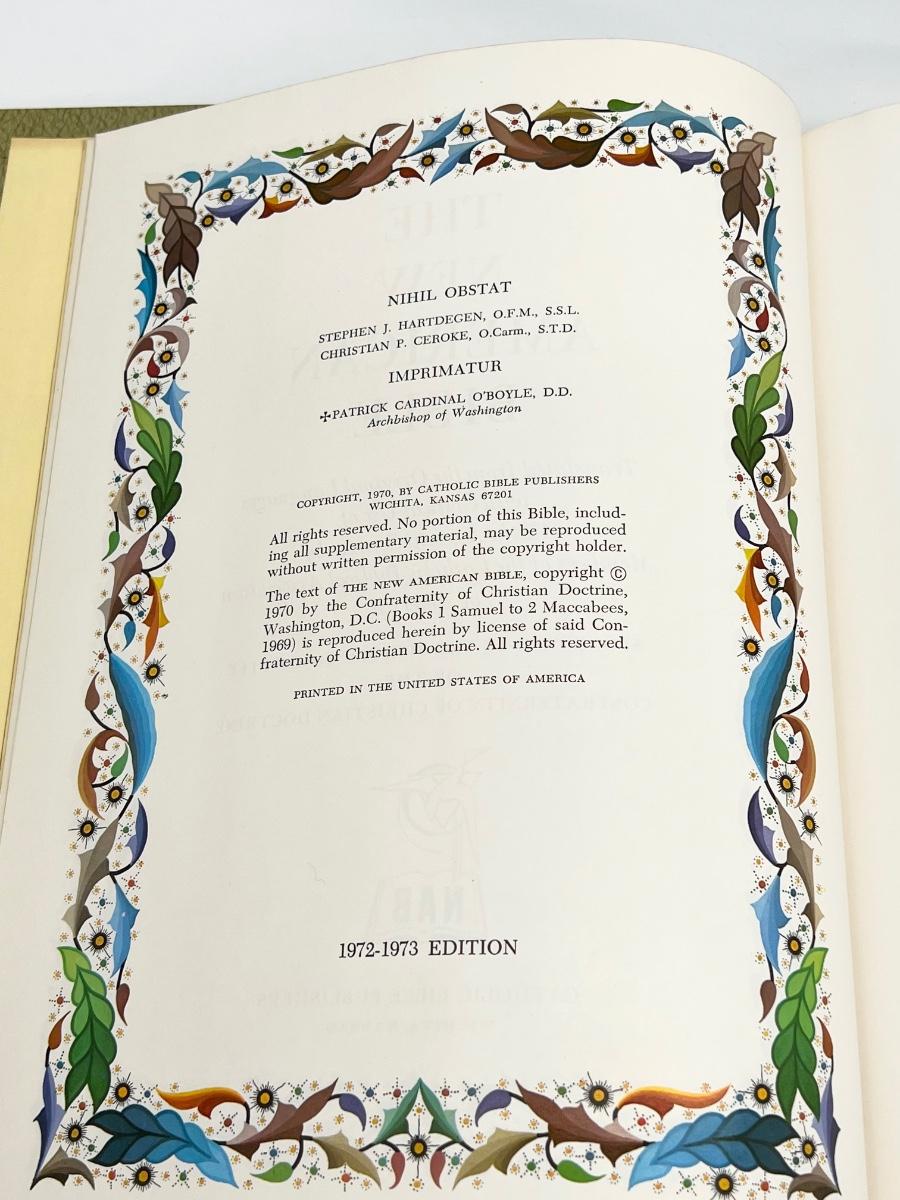 NIHIL OBSTAT
STEPHEN J. HARTDEGEN, O.F.M., S.S.L.
CHRISTIAN P. CEROKE, O.Carm., S.T.D.
IMPRIMATUR
✢PATRICK CARDINAL O'BOYLE, D.D.
Archbishop of Washington
COPYRIGHT, 1970, BY CATHOLIC BIBLE PUBLISHERS
WICHITA, KANSAS 67201
All rights reserved. No portion of this Bible, includ-
ing all supplementary material, may be reproduced
without written permission of the copyright holder.
The text of THE NEW AMERICAN BIBLE, copyright ©
1970 by the Confraternity of Christian Doctrine,
Washington, D.C. (Books 1 Samuel to 2 Maccabees,
1969) is reproduced herein by license of said Con-
fraternity of Christian Doctrine. All rights reserved.
PRINTED IN THE UNITED STATES OF AMERICA
1972-1973 EDITION